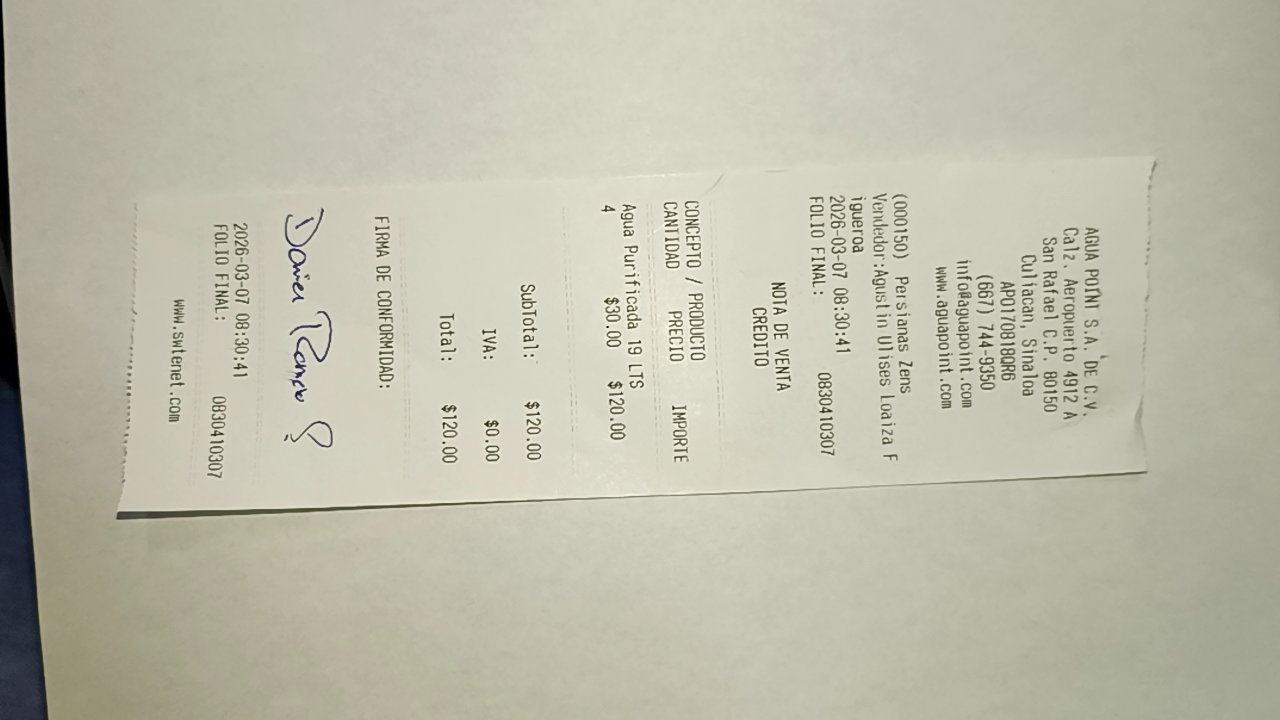 AGUA POINT S.A. DE C.V.
Calz. Aeropuerto 4912 A
San Rafael C.P. 80150
Culiacan, Sinaloa
APO170818QR6
(667) 744-9350
info@aguapoint.com
www.aguapoint.com
(000150) Persianas Zens
Vendedor:Agustin Ulises Loaiza F
igueroa
2026-03-07 08:30:41
FOLIO FINAL: 0830410307
NOTA DE VENTA
CREDITO
CONCEPTO / PRODUCTO
CANTIDAD PRECIO IMPORTE
Agua Purificada 19 LTS
4 $30.00 $120.00
SubTotal: $120.00
IVA: $0.00
Total: $120.00
FIRMA DE CONFORMIDAD:
Daniel
2026-03-07 08:30:41
FOLIO FINAL: 0830410307
www.swtenet.com